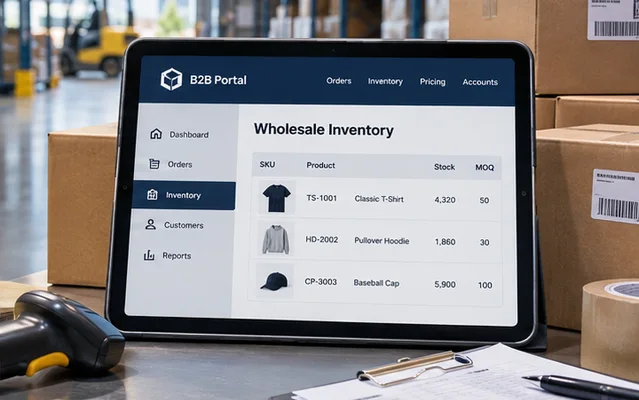 B2B Portal
Orders Inventory Pricing Accounts
Dashboard
Orders
Inventory
Customers
Reports
Wholesale Inventory
SKU Product Stock MOQ
TS-1001 Classic T-Shirt 4,320 50
HD-2002 Pullover Hoodie 1,860 30
CP-3003 Baseball Cap 5,900 100